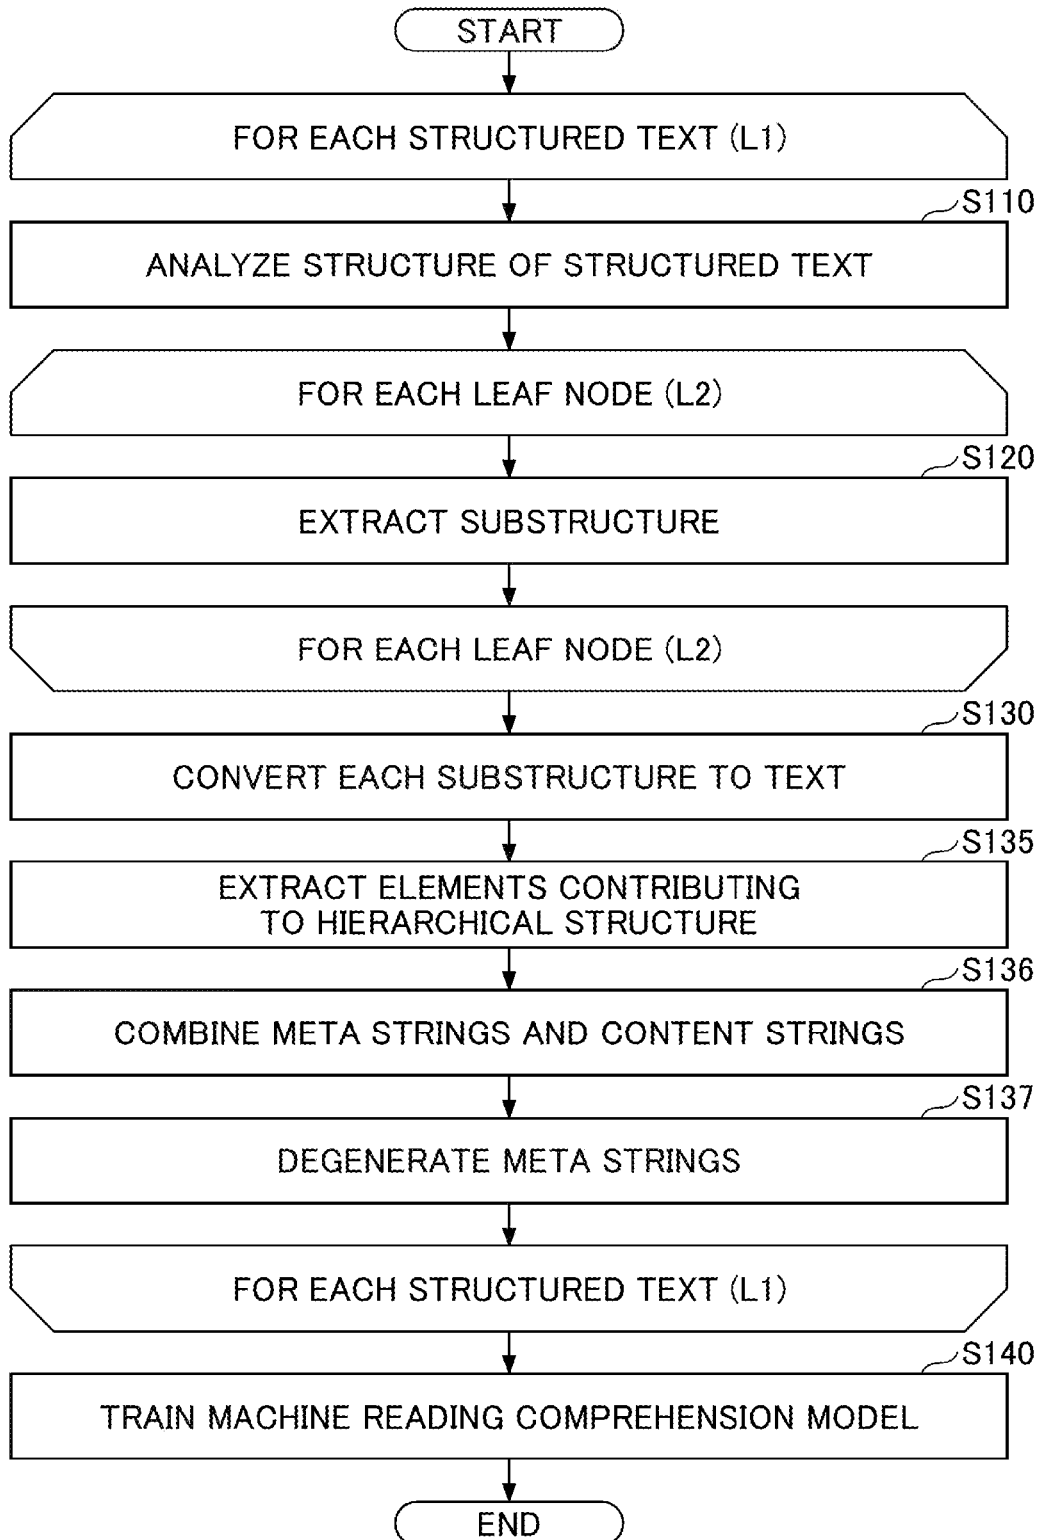 START
FOR EACH STRUCTURED TEXT (L1)
S110
ANALYZE STRUCTURE OF STRUCTURED TEXT
FOR EACH LEAF NODE (L2)
S120
EXTRACT SUBSTRUCTURE
FOR EACH LEAF NODE (L2)
S130
CONVERT EACH SUBSTRUCTURE TO TEXT
S135
EXTRACT ELEMENTS CONTRIBUTING
TO HIERARCHICAL STRUCTURE
S136
COMBINE META STRINGS AND CONTENT STRINGS
S137
DEGENERATE META STRINGS
FOR EACH STRUCTURED TEXT (L1)
S140
TRAIN MACHINE READING COMPREHENSION MODEL
END